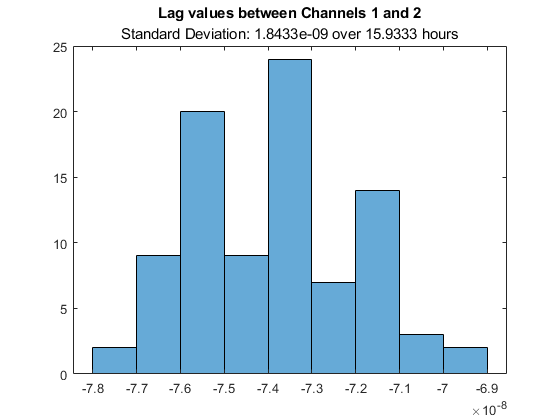 Lag values between Channels 1 and 2
Standard Deviation: 1.8433e-09 over 15.9333 hours
25
20
15
10
5
0
-7.8 -7.7 -7.6 -7.5 -7.4 -7.3 -7.2 -7.1 -7 -6.9
×10-8